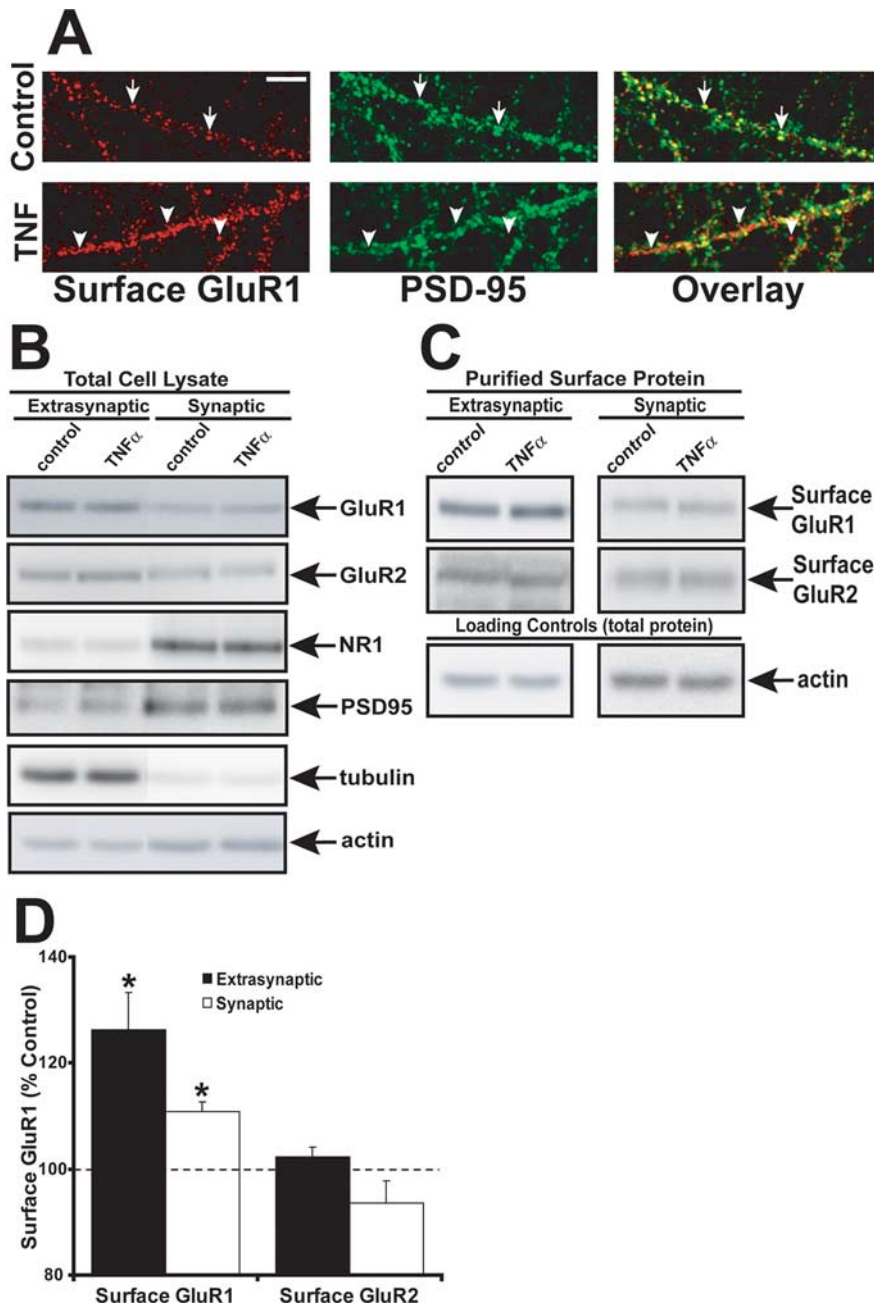 A
Control
TNF
Surface GluR1 PSD-95 Overlay
B
Total Cell Lysate
Extrasynaptic Synaptic
control TNFα control TNFα
GluR1
GluR2
NR1
PSD95
tubulin
actin
C
Purified Surface Protein
Extrasynaptic Synaptic
control TNFα control TNFα
Surface
GluR1
Surface
GluR2
Loading Controls (total protein)
actin
D
Surface GluR1 (% Control)
140
120
100
80
* *
Extrasynaptic
Synaptic
Surface GluR1 Surface GluR2